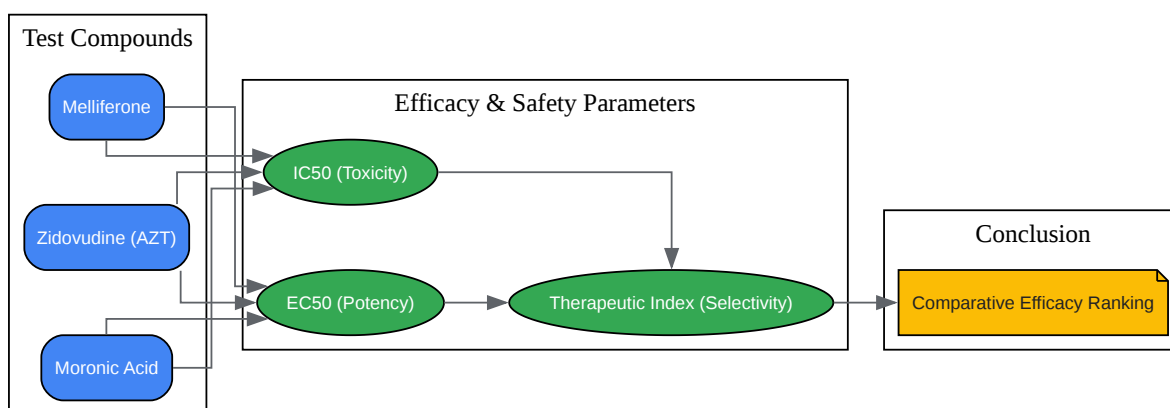 Test Compounds
Melliferone
Zidovudine (AZT)
Moronic Acid
Efficacy & Safety Parameters
IC50 (Toxicity)
EC50 (Potency)
Therapeutic Index (Selectivity)
Conclusion
Comparative Efficacy Ranking